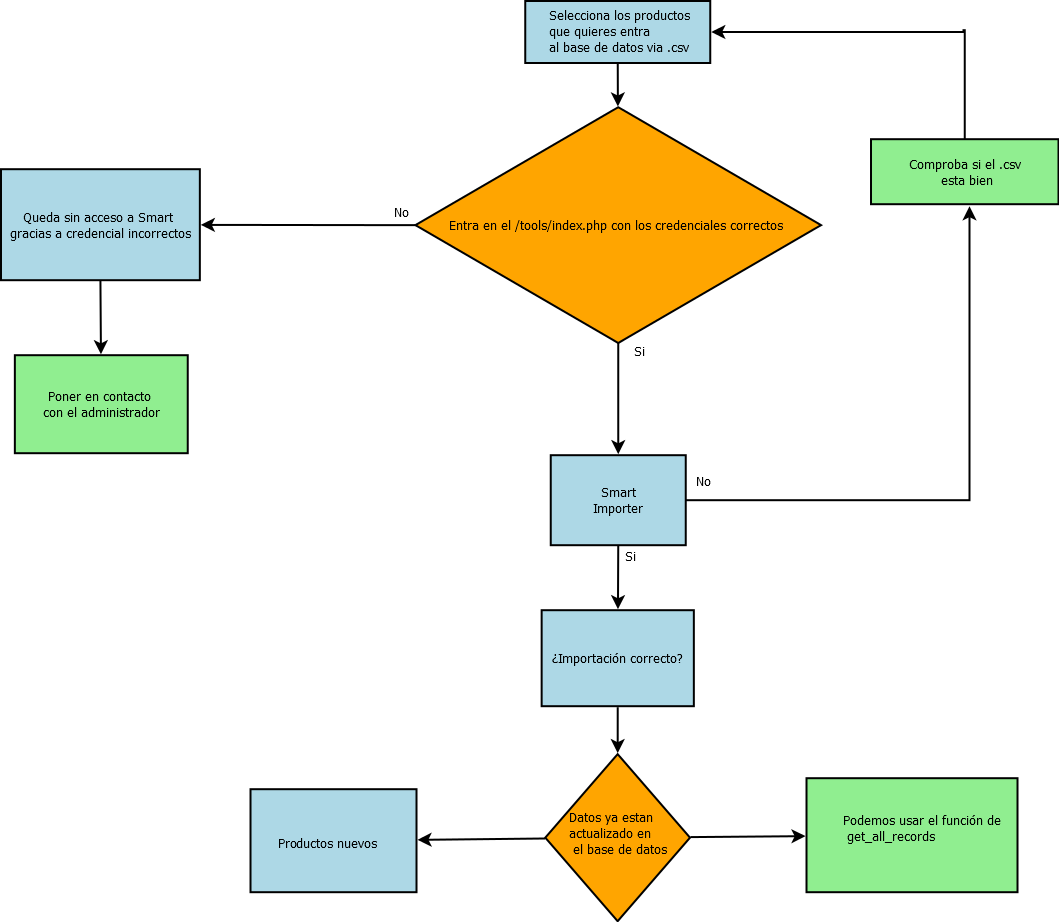 Selecciona los productos
que quieres entra
al base de datos via .csv
Comproba si el .csv
esta bien
No
Queda sin acceso a Smart
gracias a credencial incorrectos
Entra en el /tools/index.php con los credenciales correctos
Si
Poner en contacto
con el administrador
No
Smart
Importer
Si
¿Importación correcto?
Datos ya estan
actualizado en
el base de datos
Productos nuevos
Podemos usar el función de
get_all_records